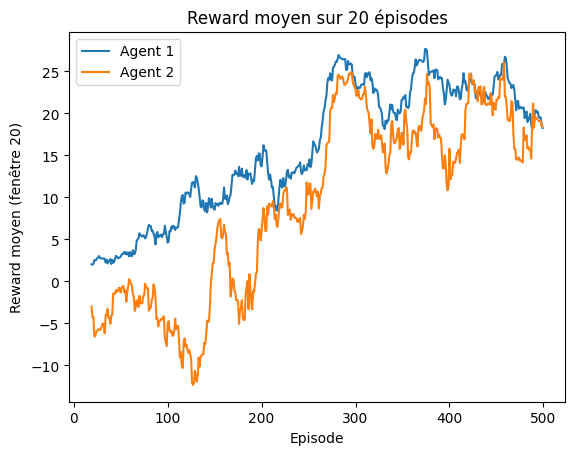 Reward moyen sur 20 épisodes
Agent 1
Agent 2
Reward moyen (fenêtre 20)
25
20
15
10
5
0
−5
−10
0 100 200 300 400 500
Episode